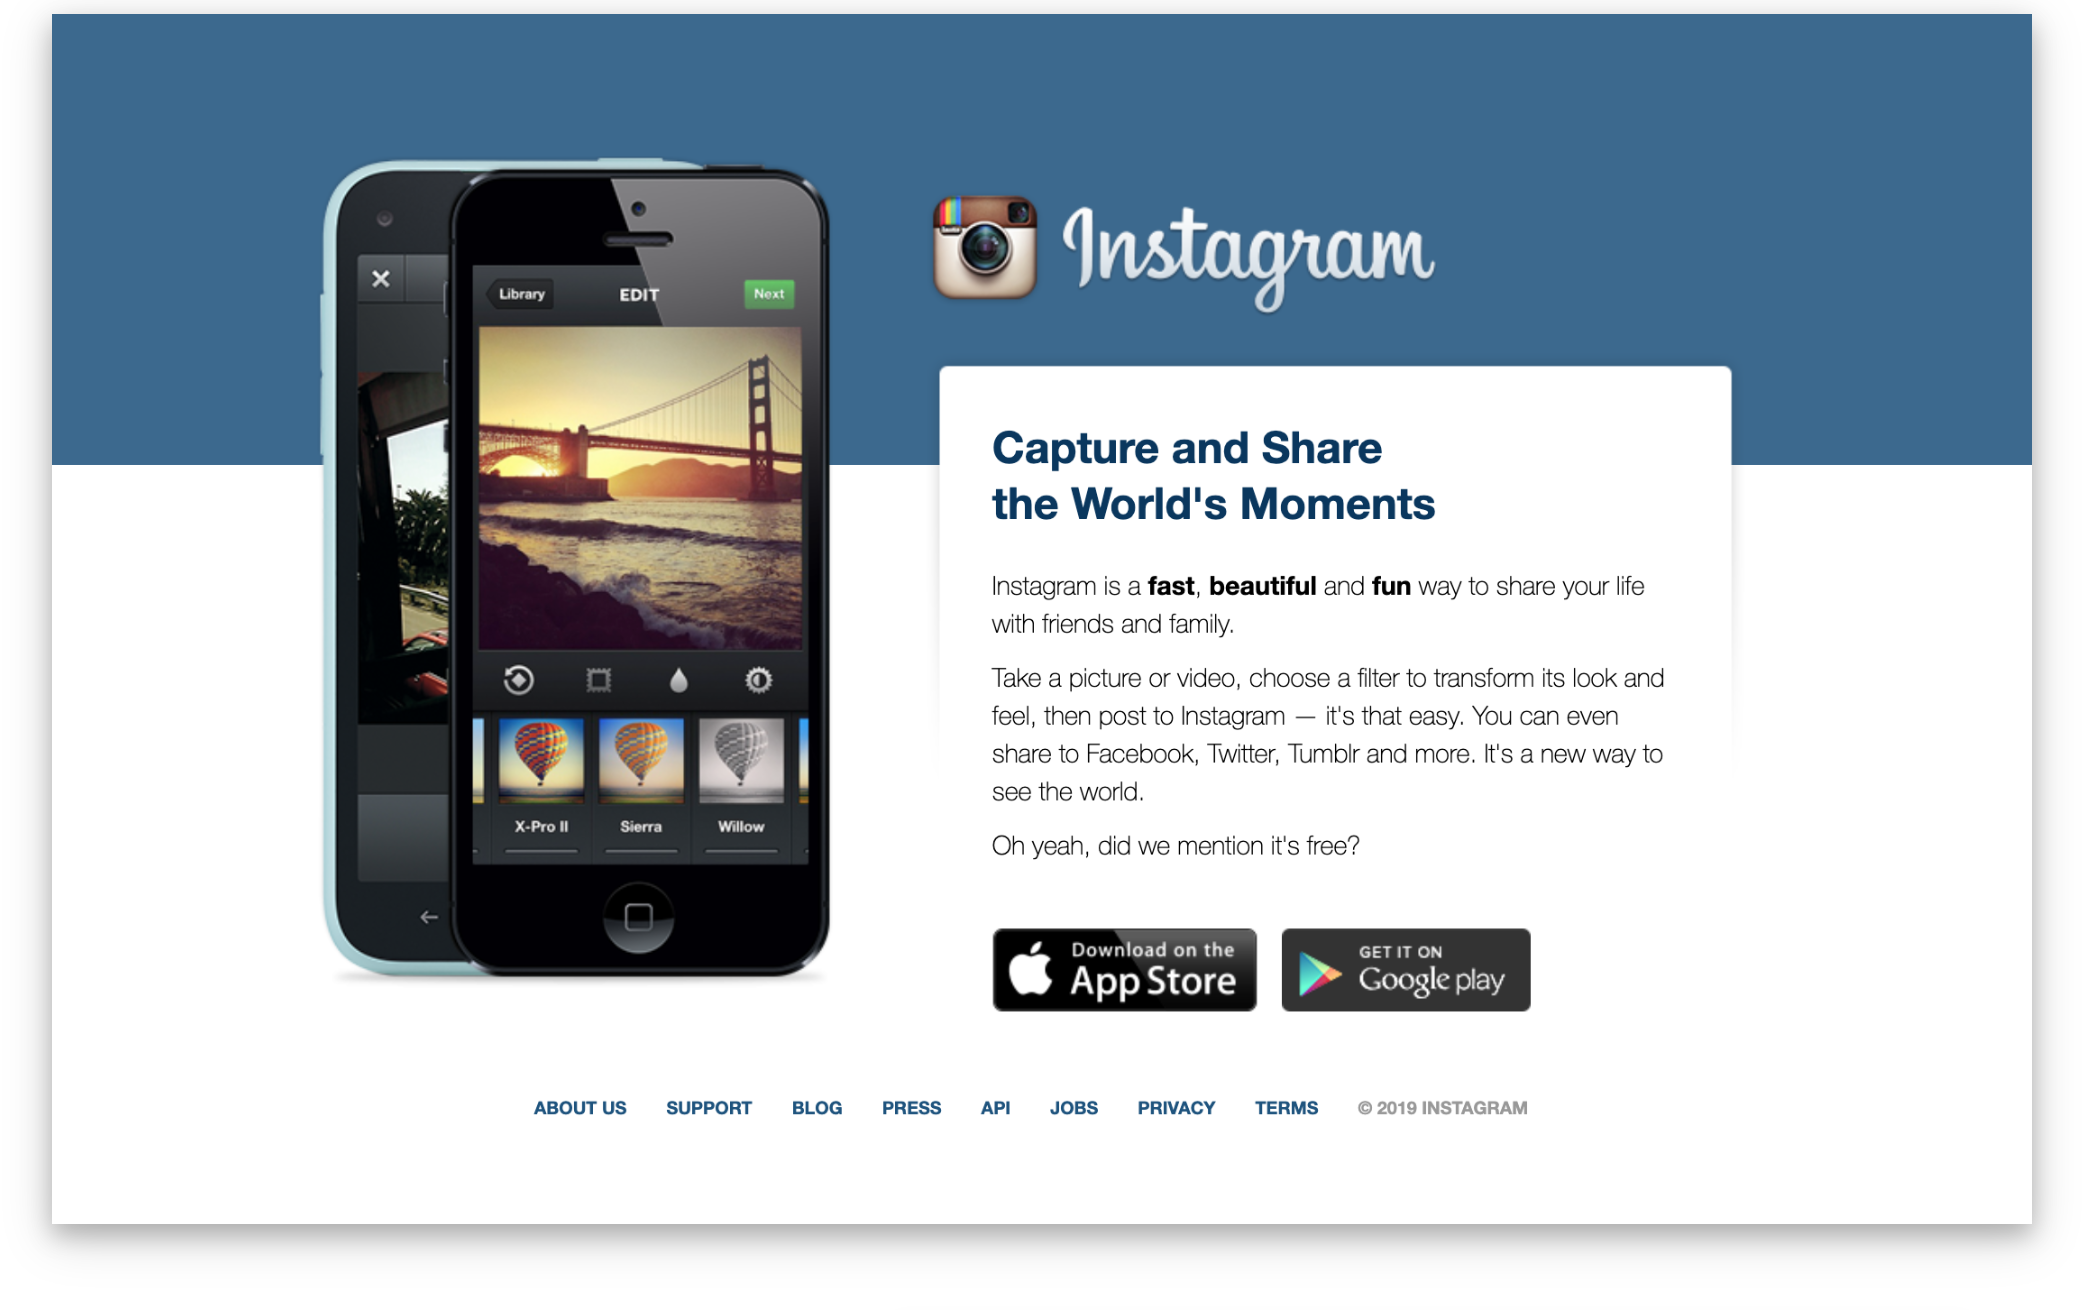 Instagram
Library
EDIT
Next
X-Pro II
Sierra
Willow
Capture and Share
the World's Moments
Instagram is a fast, beautiful and fun way to share your life
with friends and family.
Take a picture or video, choose a filter to transform its look and
feel, then post to Instagram — it's that easy. You can even
share to Facebook, Twitter, Tumblr and more. It's a new way to
see the world.
Oh yeah, did we mention it's free?
Download on the
App Store
GET IT ON
Google play
ABOUT US
SUPPORT
BLOG
PRESS
API
JOBS
PRIVACY
TERMS
© 2019 INSTAGRAM